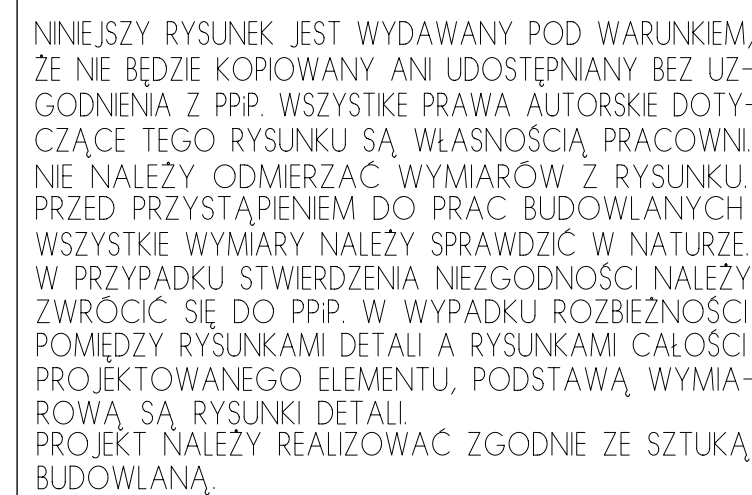 NINIEJSZY RYSUNEK JEST WYDAWANY POD WARUNKIEM,
ŻE NIE BĘDZIE KOPIOWANY ANI UDOSTĘPNIANY BEZ UZ-
GODNIENIA Z PPiP. WSZYSTIKE PRAWA AUTORSKIE DOTY-
CZĄCE TEGO RYSUNKU SĄ WŁASNOŚCIĄ PRACOWNI.
NIE NALEŻY ODMIERZAĆ WYMIARÓW Z RYSUNKU.
PRZED PRZYSTĄPIENIEM DO PRAC BUDOWLANYCH
WSZYSTKIE WYMIARY NALEŻY SPRAWDZIĆ W NATURZE.
W PRZYPADKU STWIERDZENIA NIEZGODNOŚCI NALEŻY
ZWRÓCIĆ SIĘ DO PPiP. W WYPADKU ROZBIEŻNOŚCI
POMIĘDZY RYSUNKAMI DETALI A RYSUNKAMI CAŁOŚCI
PROJEKTOWANEGO ELEMENTU, PODSTAWĄ WYMIA-
ROWĄ SĄ RYSUNKI DETALI.
PROJEKT NALEŻY REALIZOWAĆ ZGODNIE ZE SZTUKĄ
BUDOWLANĄ.